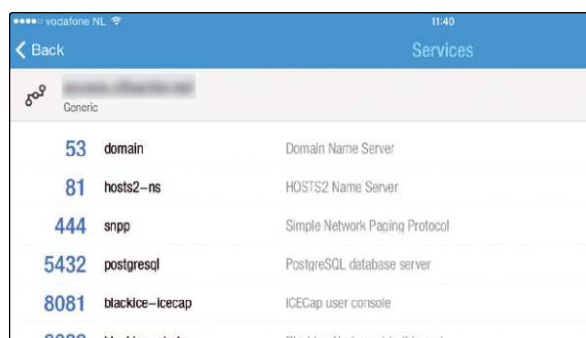 vodafone NL 11:40
Back Services
Generic
53 domain Domain Name Server
81 hosts2-ns HOSTS2 Name Server
444 snpp Simple Network Paging Protocol
5432 postgresql PostgreSQL database server
8081 blackice-icecap ICECap user console